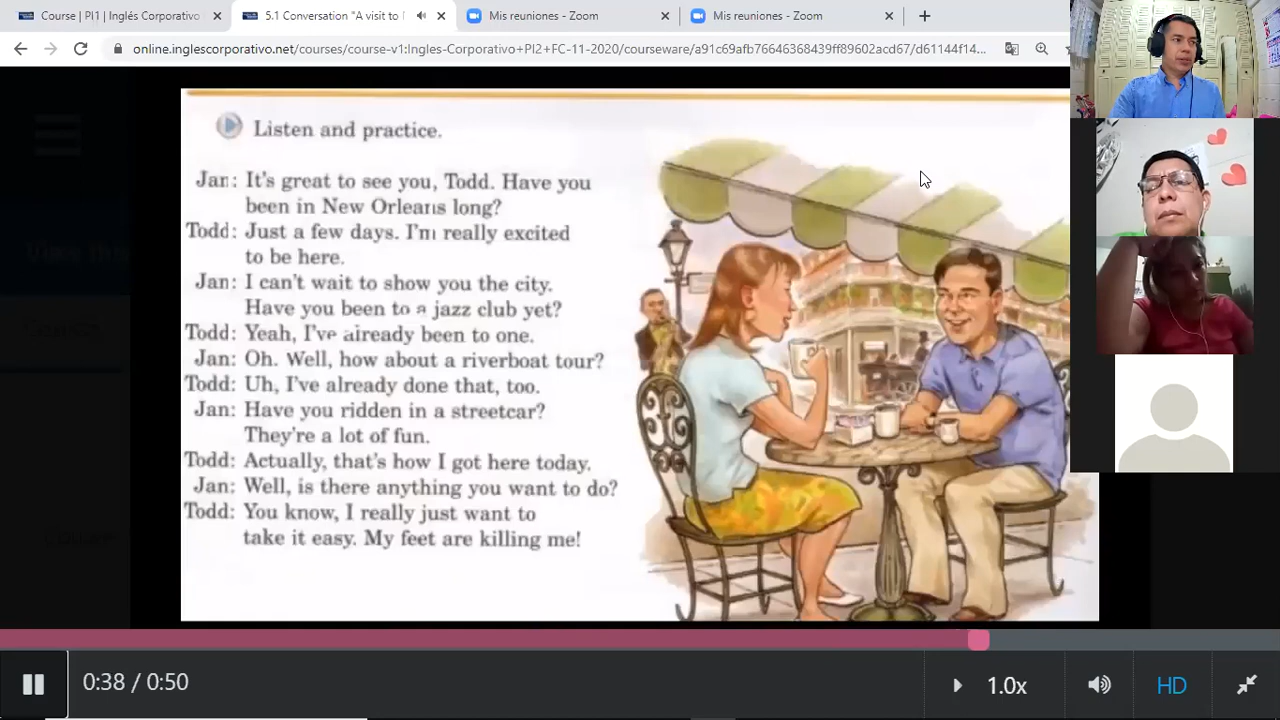 Course | PI1 | Inglés Corporativo
5.1 Conversation "A visit to
Mis reuniones - Zoom
Mis reuniones - Zoom
online.inglescorporativo.net/courses/course-v1:Ingles-Corporativo+PI2+FC-11-2020/courseware/a91c69afb76646368439ff89602acd67/d61144f14...
Listen and practice.
Jan: It's great to see you, Todd. Have you
been in New Orleans long?
Todd: Just a few days. I'm really excited
to be here.
Jan: I can't wait to show you the city.
Have you been to a jazz club yet?
Todd: Yeah, I've already been to one.
Jan: Oh. Well, how about a riverboat tour?
Todd: Uh, I've already done that, too.
Jan: Have you ridden in a streetcar?
They're a lot of fun.
Todd: Actually, that's how I got here today.
Jan: Well, is there anything you want to do?
Todd: You know, I really just want to
take it easy. My feet are killing me!
0:38 / 0:50
1.0x
HD